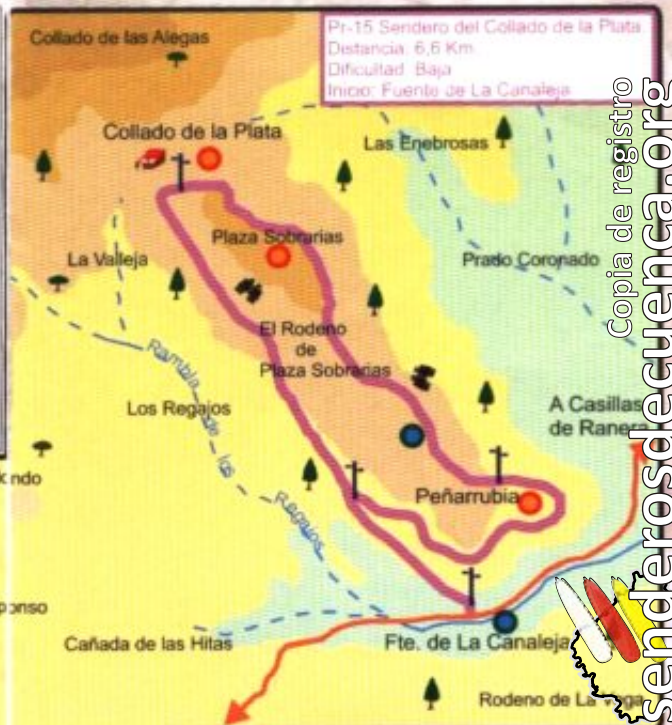 Pr-15 Sendero del Collado de la Plata
Distancia 6,6 Km
Dificultad Baja
Inicio: Fuente de La Canaleja
Collado de las Alegas
Collado de la Plata
Las Enebrosas
Plaza Sobrarias
La Valleja
Prado Coronado
El Rodeno
de
Plaza Sobrarias
Rambla de los Regajos
Los Regajos
A Casillas
de Ranera
Peñarrubia
Cañada de las Hitas
Fte. de La Canaleja
Rodeno de La Vega
Copia de registro
senderosdecuenca.org